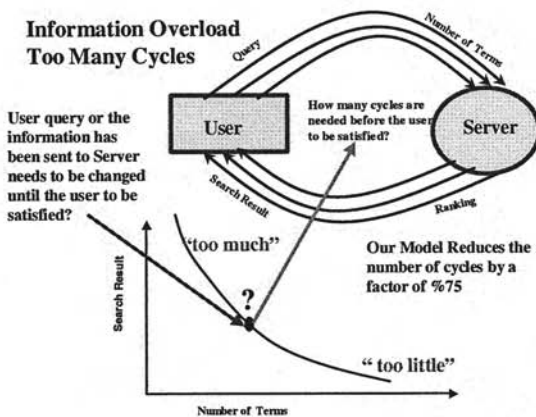 Information Overload
Too Many Cycles
Query
Number of Terms
User query or the
information has
been sent to Server
needs to be changed
until the user to be
satisfied?
User
How many cycles are
needed before the user
to be satisfied?
Server
Search Result
Ranking
"too much"
Our Model Reduces the
number of cycles by a
factor of %75
?
Search Result
" too little"
Number of Terms